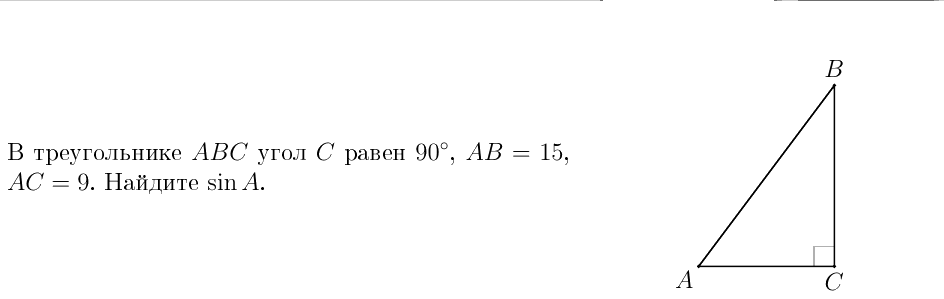 B
В треугольнике ABC угол C равен 90°, AB = 15,
AC = 9. Найдите sin A.
A
C